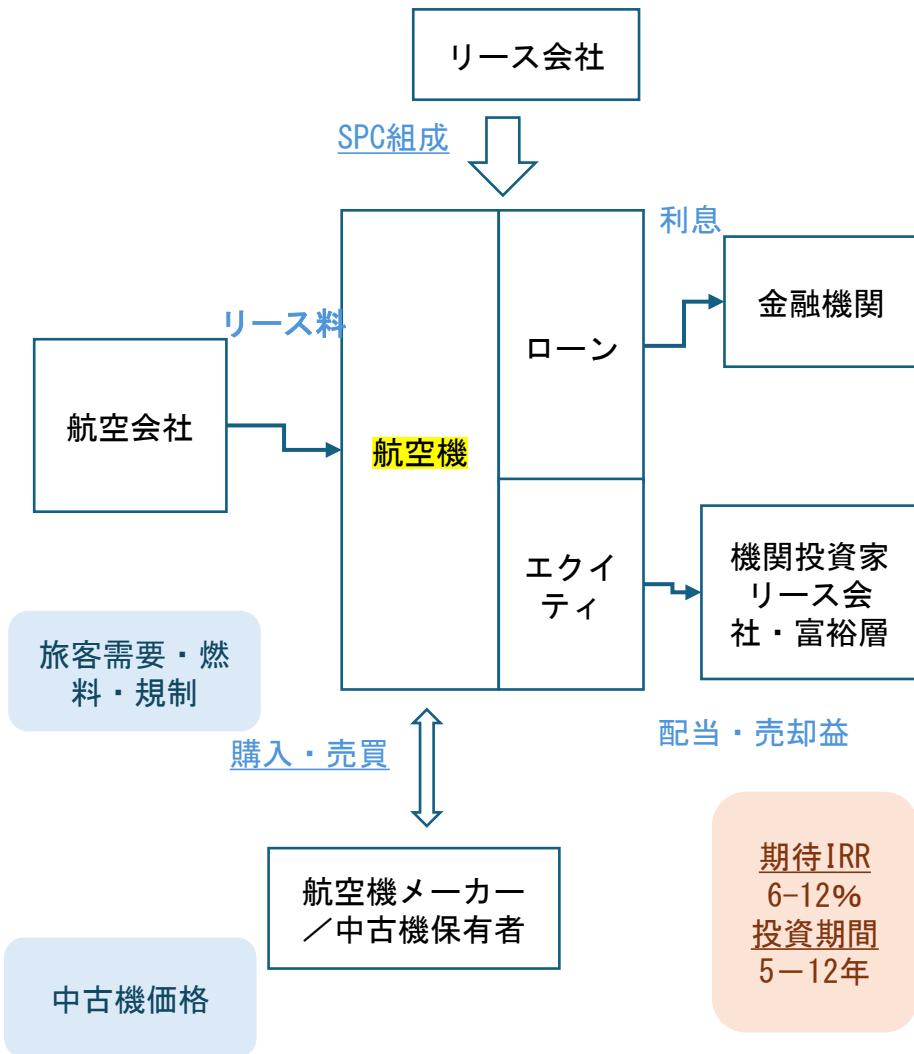 リース会社
SPC組成
利息
金融機関
リース料
ローン
航空会社
航空機
エクイ
ティ
機関投資家
リース会
社・富裕層
旅客需要・燃
料・規制
購入・売買
配当・売却益
航空機メーカー
／中古機保有者
期待IRR
6-12%
投資期間
5－12年
中古機価格